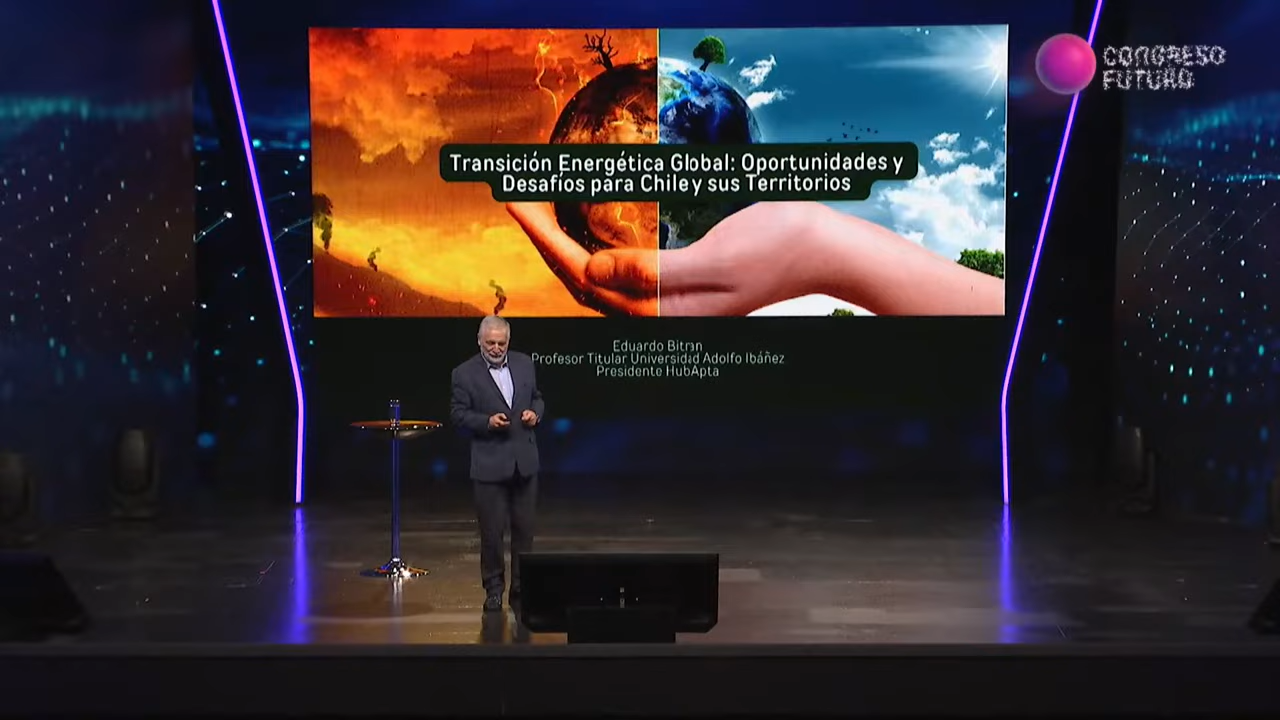 CONGRESO
FUTURO
Transición Energética Global: Oportunidades y
Desafíos para Chile y sus Territorios
Eduardo Bitran
Profesor Titular Universidad Adolfo Ibáñez
Presidente HubApta